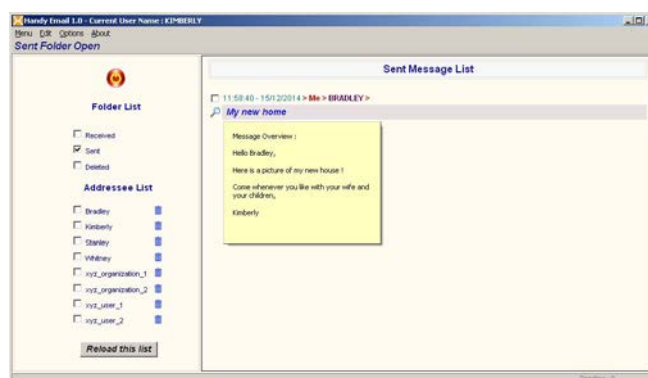 Handy Email 1.0 - Current User Name : KIMBERLY
Menu Edit Options About
Sent Folder Open
Folder List
Received
Sent
Deleted
Addressee List
Bradley
Kimberly
Stanley
Whitney
xyz_organization_1
xyz_organization_2
xyz_user_1
xyz_user_2
Reload this list
Sent Message List
11:58:40 - 15/12/2014 > Me > BRADLEY >
My new home
Message Overview :
Hello Bradley,
Here is a picture of my new house !
Come whenever you like with your wife and
your children,
Kimberly